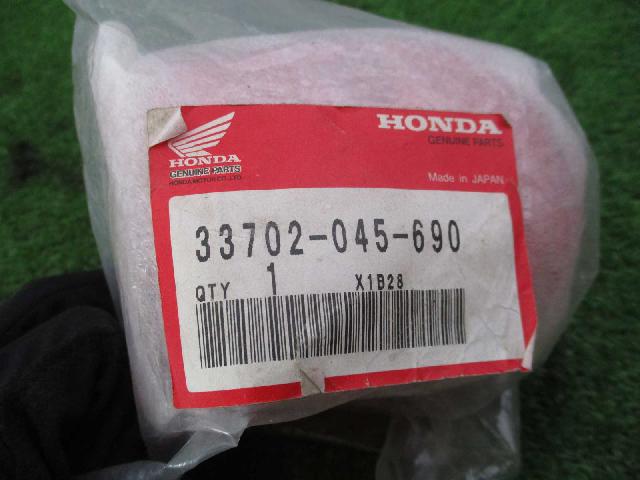 HONDA
GENUINE PARTS
HONDA MOTOR CO., LTD.
HONDA
GENUINE PARTS
Made in JAPAN
33702-045-690
QTY 1 X1B28